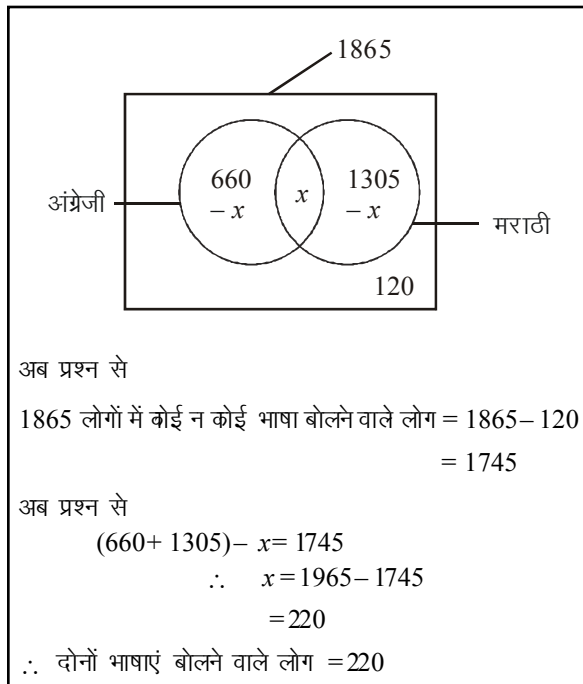 1865
660 – x
x
1305 – x
अंग्रेजी
मराठी
120
अब प्रश्न से
1865 लोगों में कोई न कोई भाषा बोलने वाले लोग = 1865– 120
= 1745
अब प्रश्न से
(660+ 1305)– x= 1745
∴ x =1965– 1745
=220
∴ दोनों भाषाएं बोलने वाले लोग =220